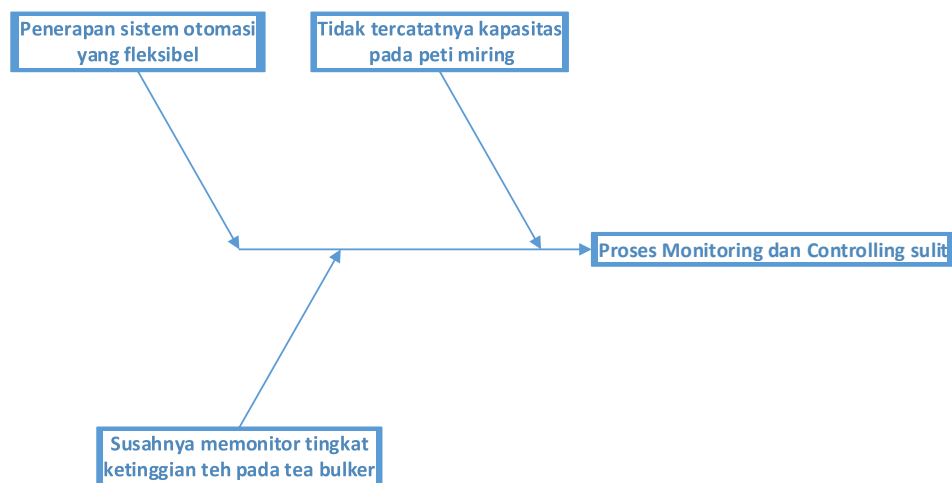 Penerapan sistem otomasi
yang fleksibel
Tidak tercatatnya kapasitas
pada peti miring
Proses Monitoring dan Controlling sulit
Susahnya memonitor tingkat
ketinggian teh pada tea bulker